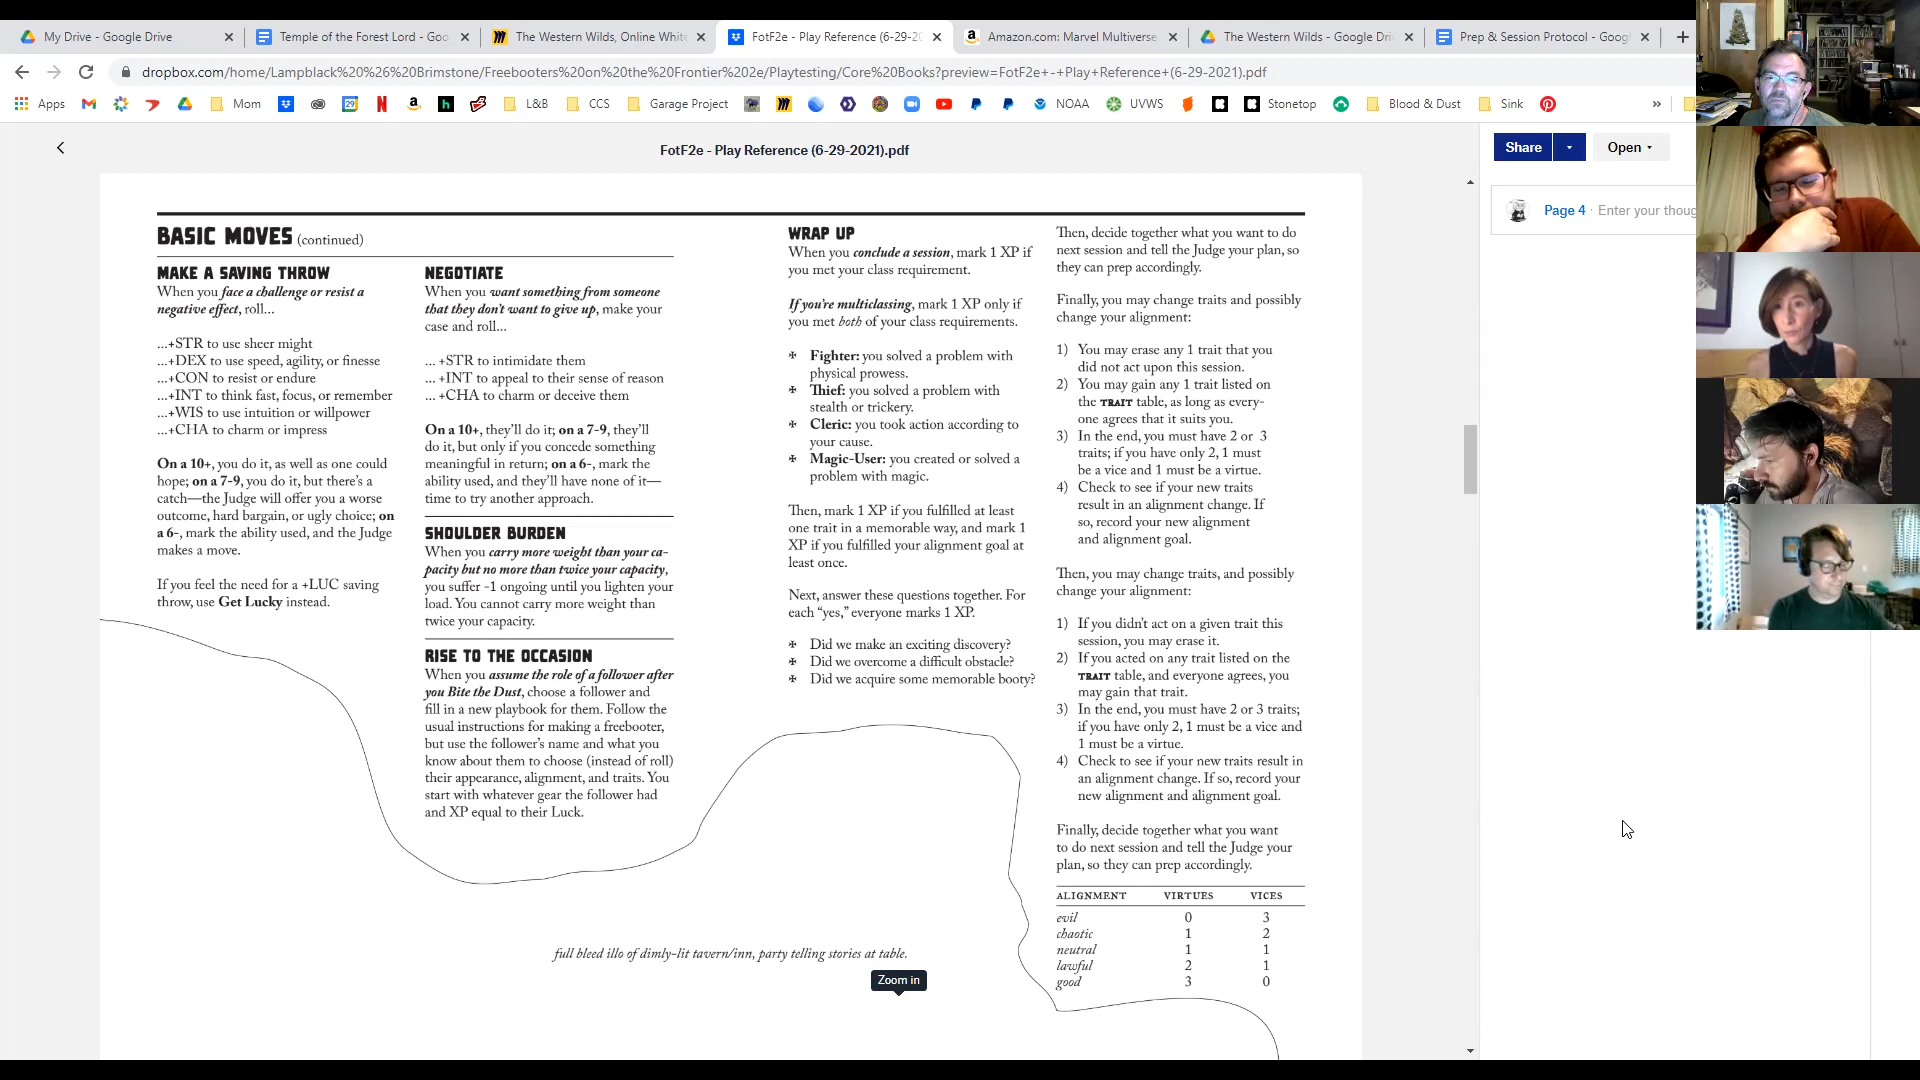 My Drive - Google Drive
Temple of the Forest Lord - Goo
The Western Wilds, Online White
FotF2e - Play Reference (6-29-20
Amazon.com: Marvel Multiverse
The Western Wilds - Google Dri
Prep & Session Protocol - Googl
dropbox.com/home/Lampblack%20%26%20Brimstone/Freebooters%20on%20the%20Frontier%202e/Playtesting/Core%20Books?preview=FotF2e+-+Play+Reference+(6-29-2021).pdf
Apps
Mom
L&B
CCS
Garage Project
NOAA
UVWS
Stonetop
Blood & Dust
Sink
»
FotF2e - Play Reference (6-29-2021).pdf
Share
Open
Page 4 · Enter your thoug
BASIC MOVES (continued)
MAKE A SAVING THROW
When you face a challenge or resist a
negative effect, roll...
...+STR to use sheer might
...+DEX to use speed, agility, or finesse
...+CON to resist or endure
...+INT to think fast, focus, or remember
...+WIS to use intuition or willpower
...+CHA to charm or impress
On a 10+, you do it, as well as one could
hope; on a 7-9, you do it, but there's a
catch—the Judge will offer you a worse
outcome, hard bargain, or ugly choice; on
a 6-, mark the ability used, and the Judge
makes a move.
If you feel the need for a +LUC saving
throw, use Get Lucky instead.
NEGOTIATE
When you want something from someone
that they don't want to give up, make your
case and roll...
... +STR to intimidate them
... +INT to appeal to their sense of reason
... +CHA to charm or deceive them
On a 10+, they'll do it; on a 7-9, they'll
do it, but only if you concede something
meaningful in return; on a 6-, mark the
ability used, and they'll have none of it—
time to try another approach.
SHOULDER BURDEN
When you carry more weight than your ca-
pacity but no more than twice your capacity,
you suffer -1 ongoing until you lighten your
load. You cannot carry more weight than
twice your capacity.
RISE TO THE OCCASION
When you assume the role of a follower after
you Bite the Dust, choose a follower and
fill in a new playbook for them. Follow the
usual instructions for making a freebooter,
but use the follower's name and what you
know about them to choose (instead of roll)
their appearance, alignment, and traits. You
start with whatever gear the follower had
and XP equal to their Luck.
WRAP UP
When you conclude a session, mark 1 XP if
you met your class requirement.
If you're multiclassing, mark 1 XP only if
you met both of your class requirements.
Fighter: you solved a problem with
physical prowess.
Thief: you solved a problem with
stealth or trickery.
Cleric: you took action according to
your cause.
Magic-User: you created or solved a
problem with magic.
Then, mark 1 XP if you fulfilled at least
one trait in a memorable way, and mark 1
XP if you fulfilled your alignment goal at
least once.
Next, answer these questions together. For
each “yes,” everyone marks 1 XP.
Did we make an exciting discovery?
Did we overcome a difficult obstacle?
Did we acquire some memorable booty?
Then, decide together what you want to do
next session and tell the Judge your plan, so
they can prep accordingly.
Finally, you may change traits and possibly
change your alignment:
1) You may erase any 1 trait that you
did not act upon this session.
2) You may gain any 1 trait listed on
the TRAIT table, as long as every-
one agrees that it suits you.
3) In the end, you must have 2 or 3
traits; if you have only 2, 1 must
be a vice and 1 must be a virtue.
4) Check to see if your new traits
result in an alignment change. If
so, record your new alignment
and alignment goal.
Then, you may change traits, and possibly
change your alignment:
1) If you didn't act on a given trait this
session, you may erase it.
2) If you acted on any trait listed on the
TRAIT table, and everyone agrees, you
may gain that trait.
3) In the end, you must have 2 or 3 traits;
if you have only 2, 1 must be a vice and
1 must be a virtue.
4) Check to see if your new traits result in
an alignment change. If so, record your
new alignment and alignment goal.
Finally, decide together what you want
to do next session and tell the Judge your
plan, so they can prep accordingly.
ALIGNMENT VIRTUES VICES
evil 0 3
chaotic 1 2
neutral 1 1
lawful 2 1
good 3 0
full bleed illo of dimly-lit tavern/inn, party telling stories at table.
Zoom in